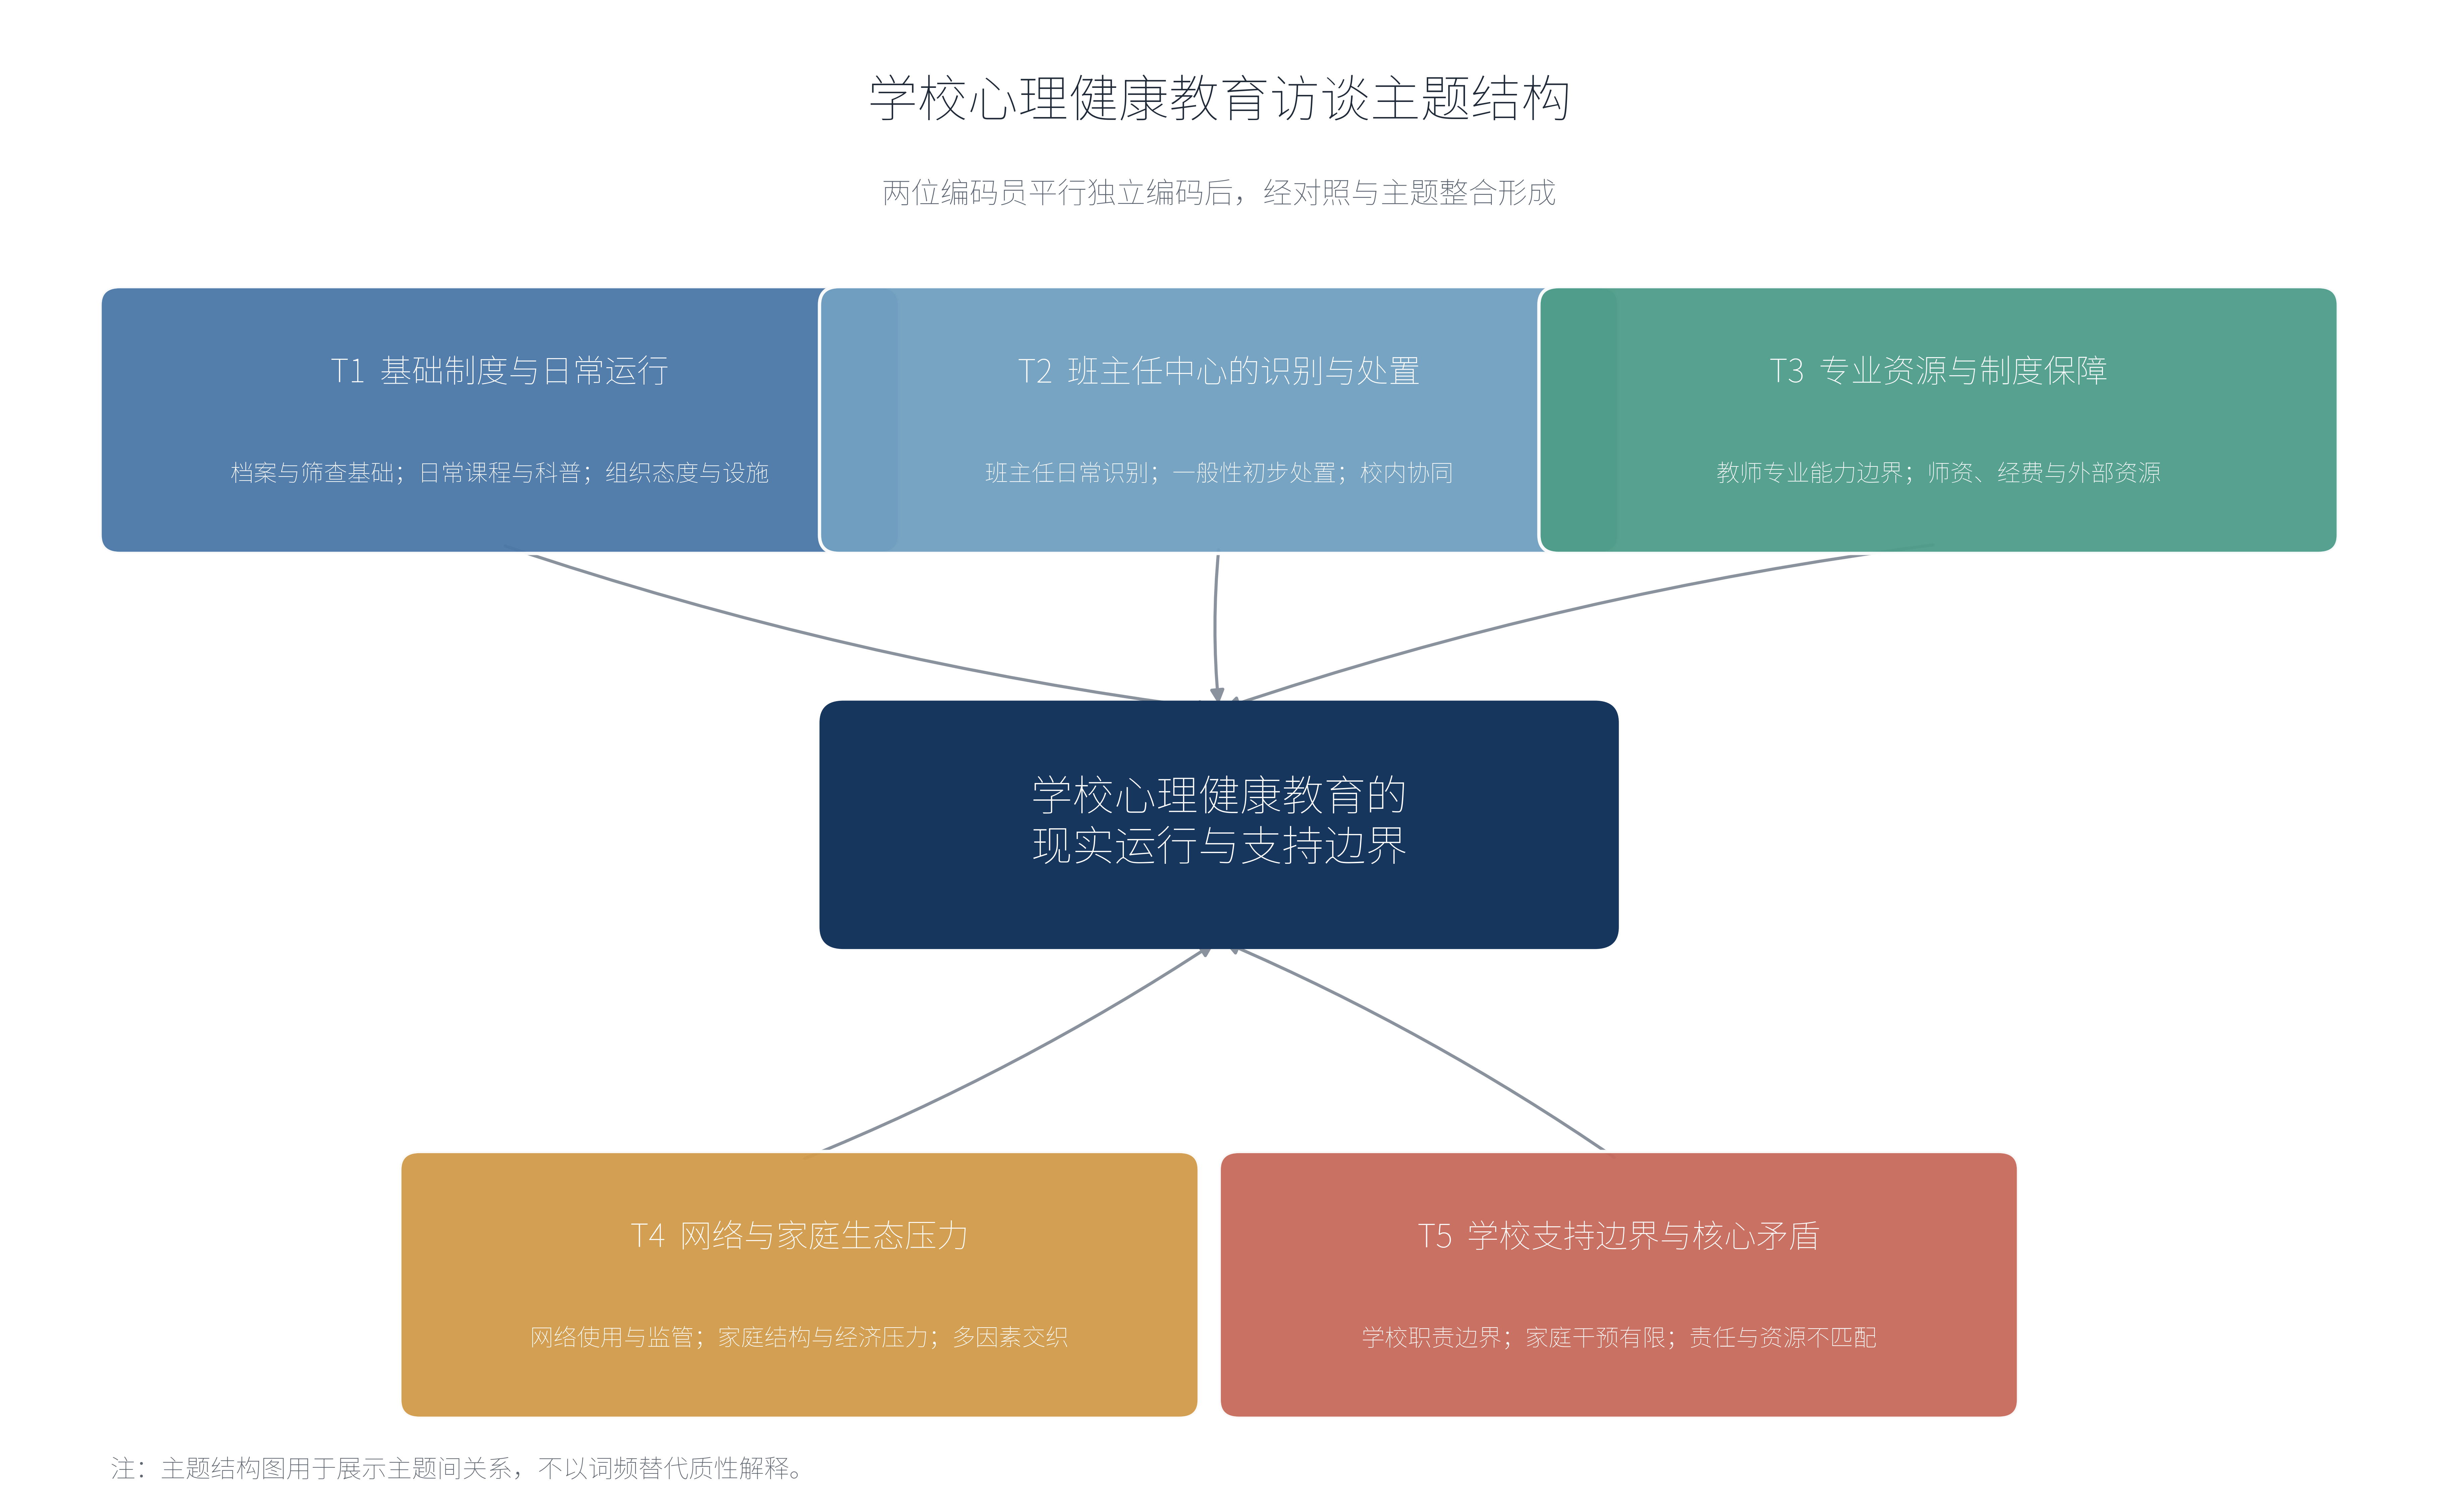 学校心理健康教育访谈主题结构
两位编码员平行独立编码后，经对照与主题整合形成
T1 基础制度与日常运行
档案与筛查基础；日常课程与科普；组织态度与设施
T2 班主任中心的识别与处置
班主任日常识别；一般性初步处置；校内协同
T3 专业资源与制度保障
教师专业能力边界；师资、经费与外部资源
学校心理健康教育的
现实运行与支持边界
T4 网络与家庭生态压力
网络使用与监管；家庭结构与经济压力；多因素交织
T5 学校支持边界与核心矛盾
学校职责边界；家庭干预有限；责任与资源不匹配
注：主题结构图用于展示主题间关系，不以词频替代质性解释。